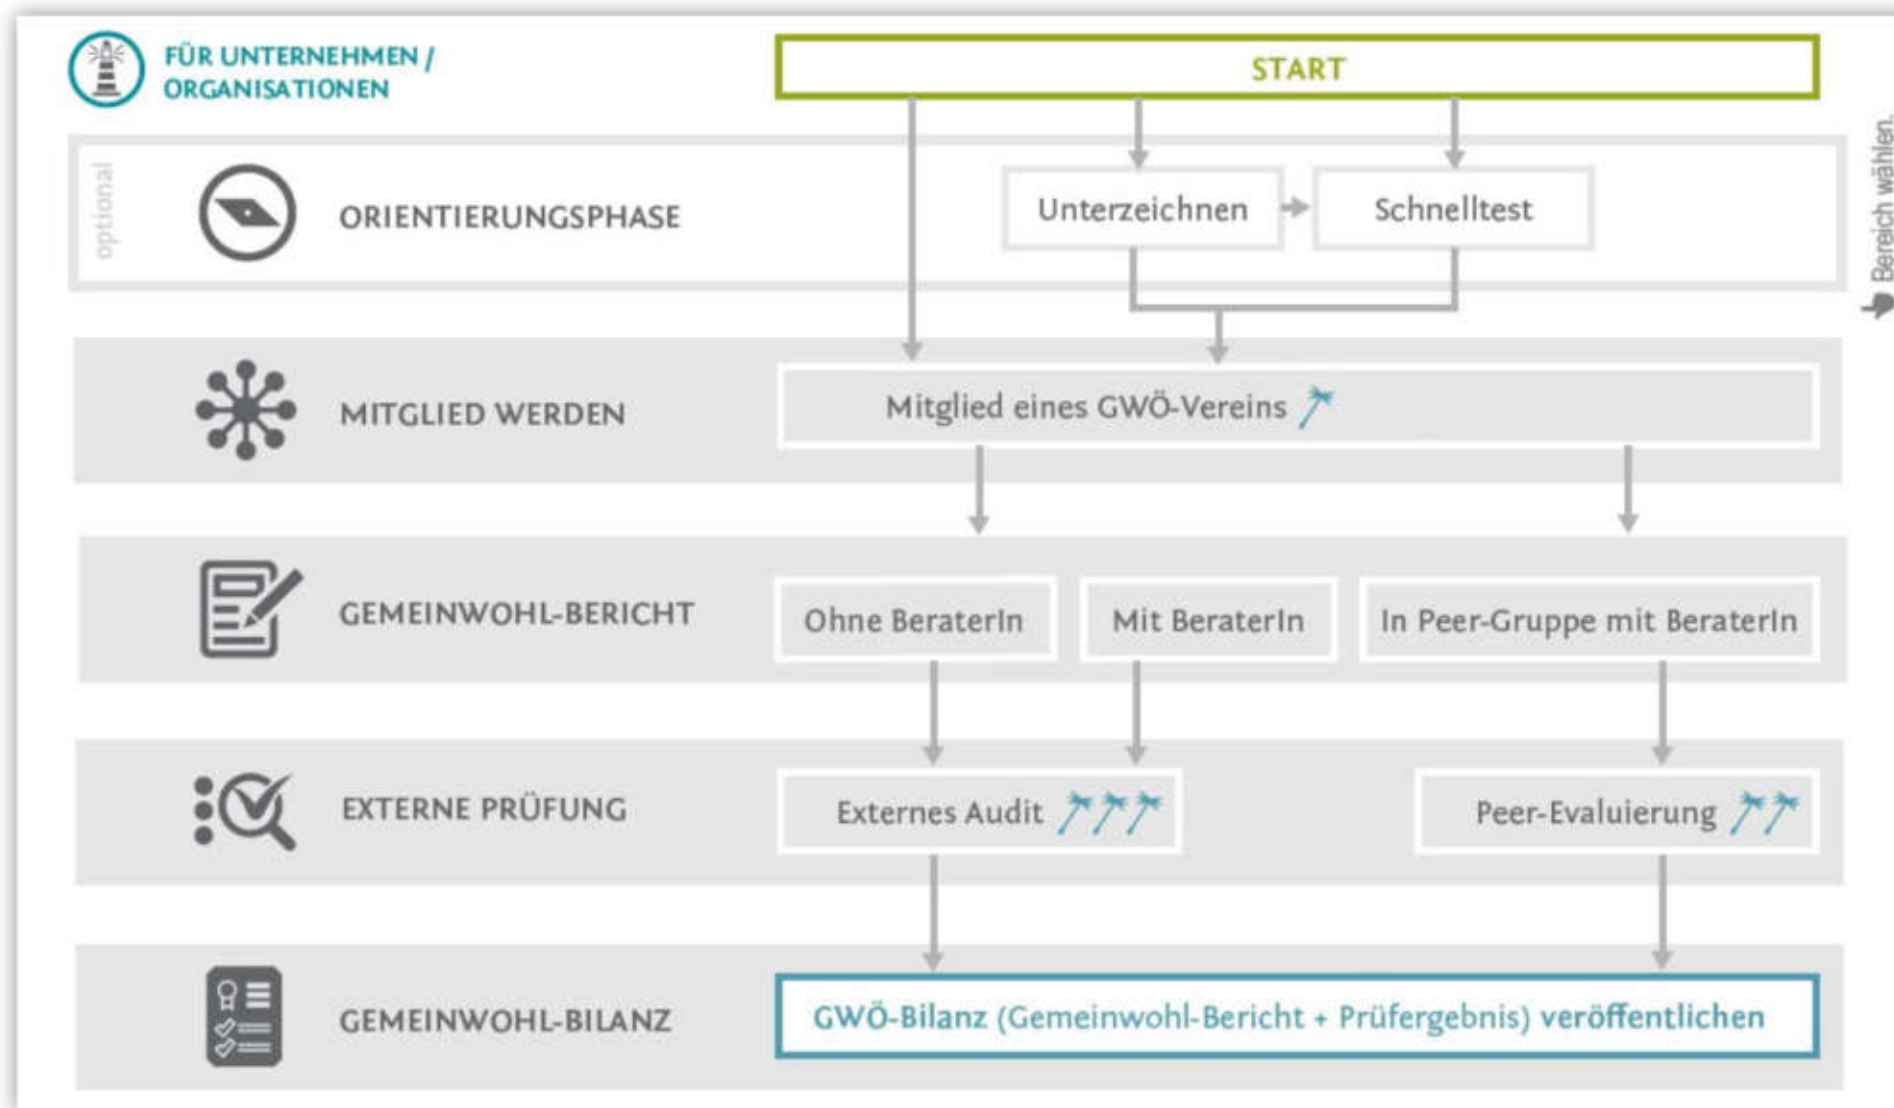 FÜR UNTERNEHMEN /
ORGANISATIONEN
START
optional
ORIENTIERUNGSPHASE
Unterzeichnen
Schnelltest
Bereich wählen.
MITGLIED WERDEN
Mitglied eines GWÖ-Vereins
GEMEINWOHL-BERICHT
Ohne BeraterIn
Mit BeraterIn
In Peer-Gruppe mit BeraterIn
EXTERNE PRÜFUNG
Externes Audit
Peer-Evaluierung
GEMEINWOHL-BILANZ
GWÖ-Bilanz (Gemeinwohl-Bericht + Prüfergebnis) veröffentlichen